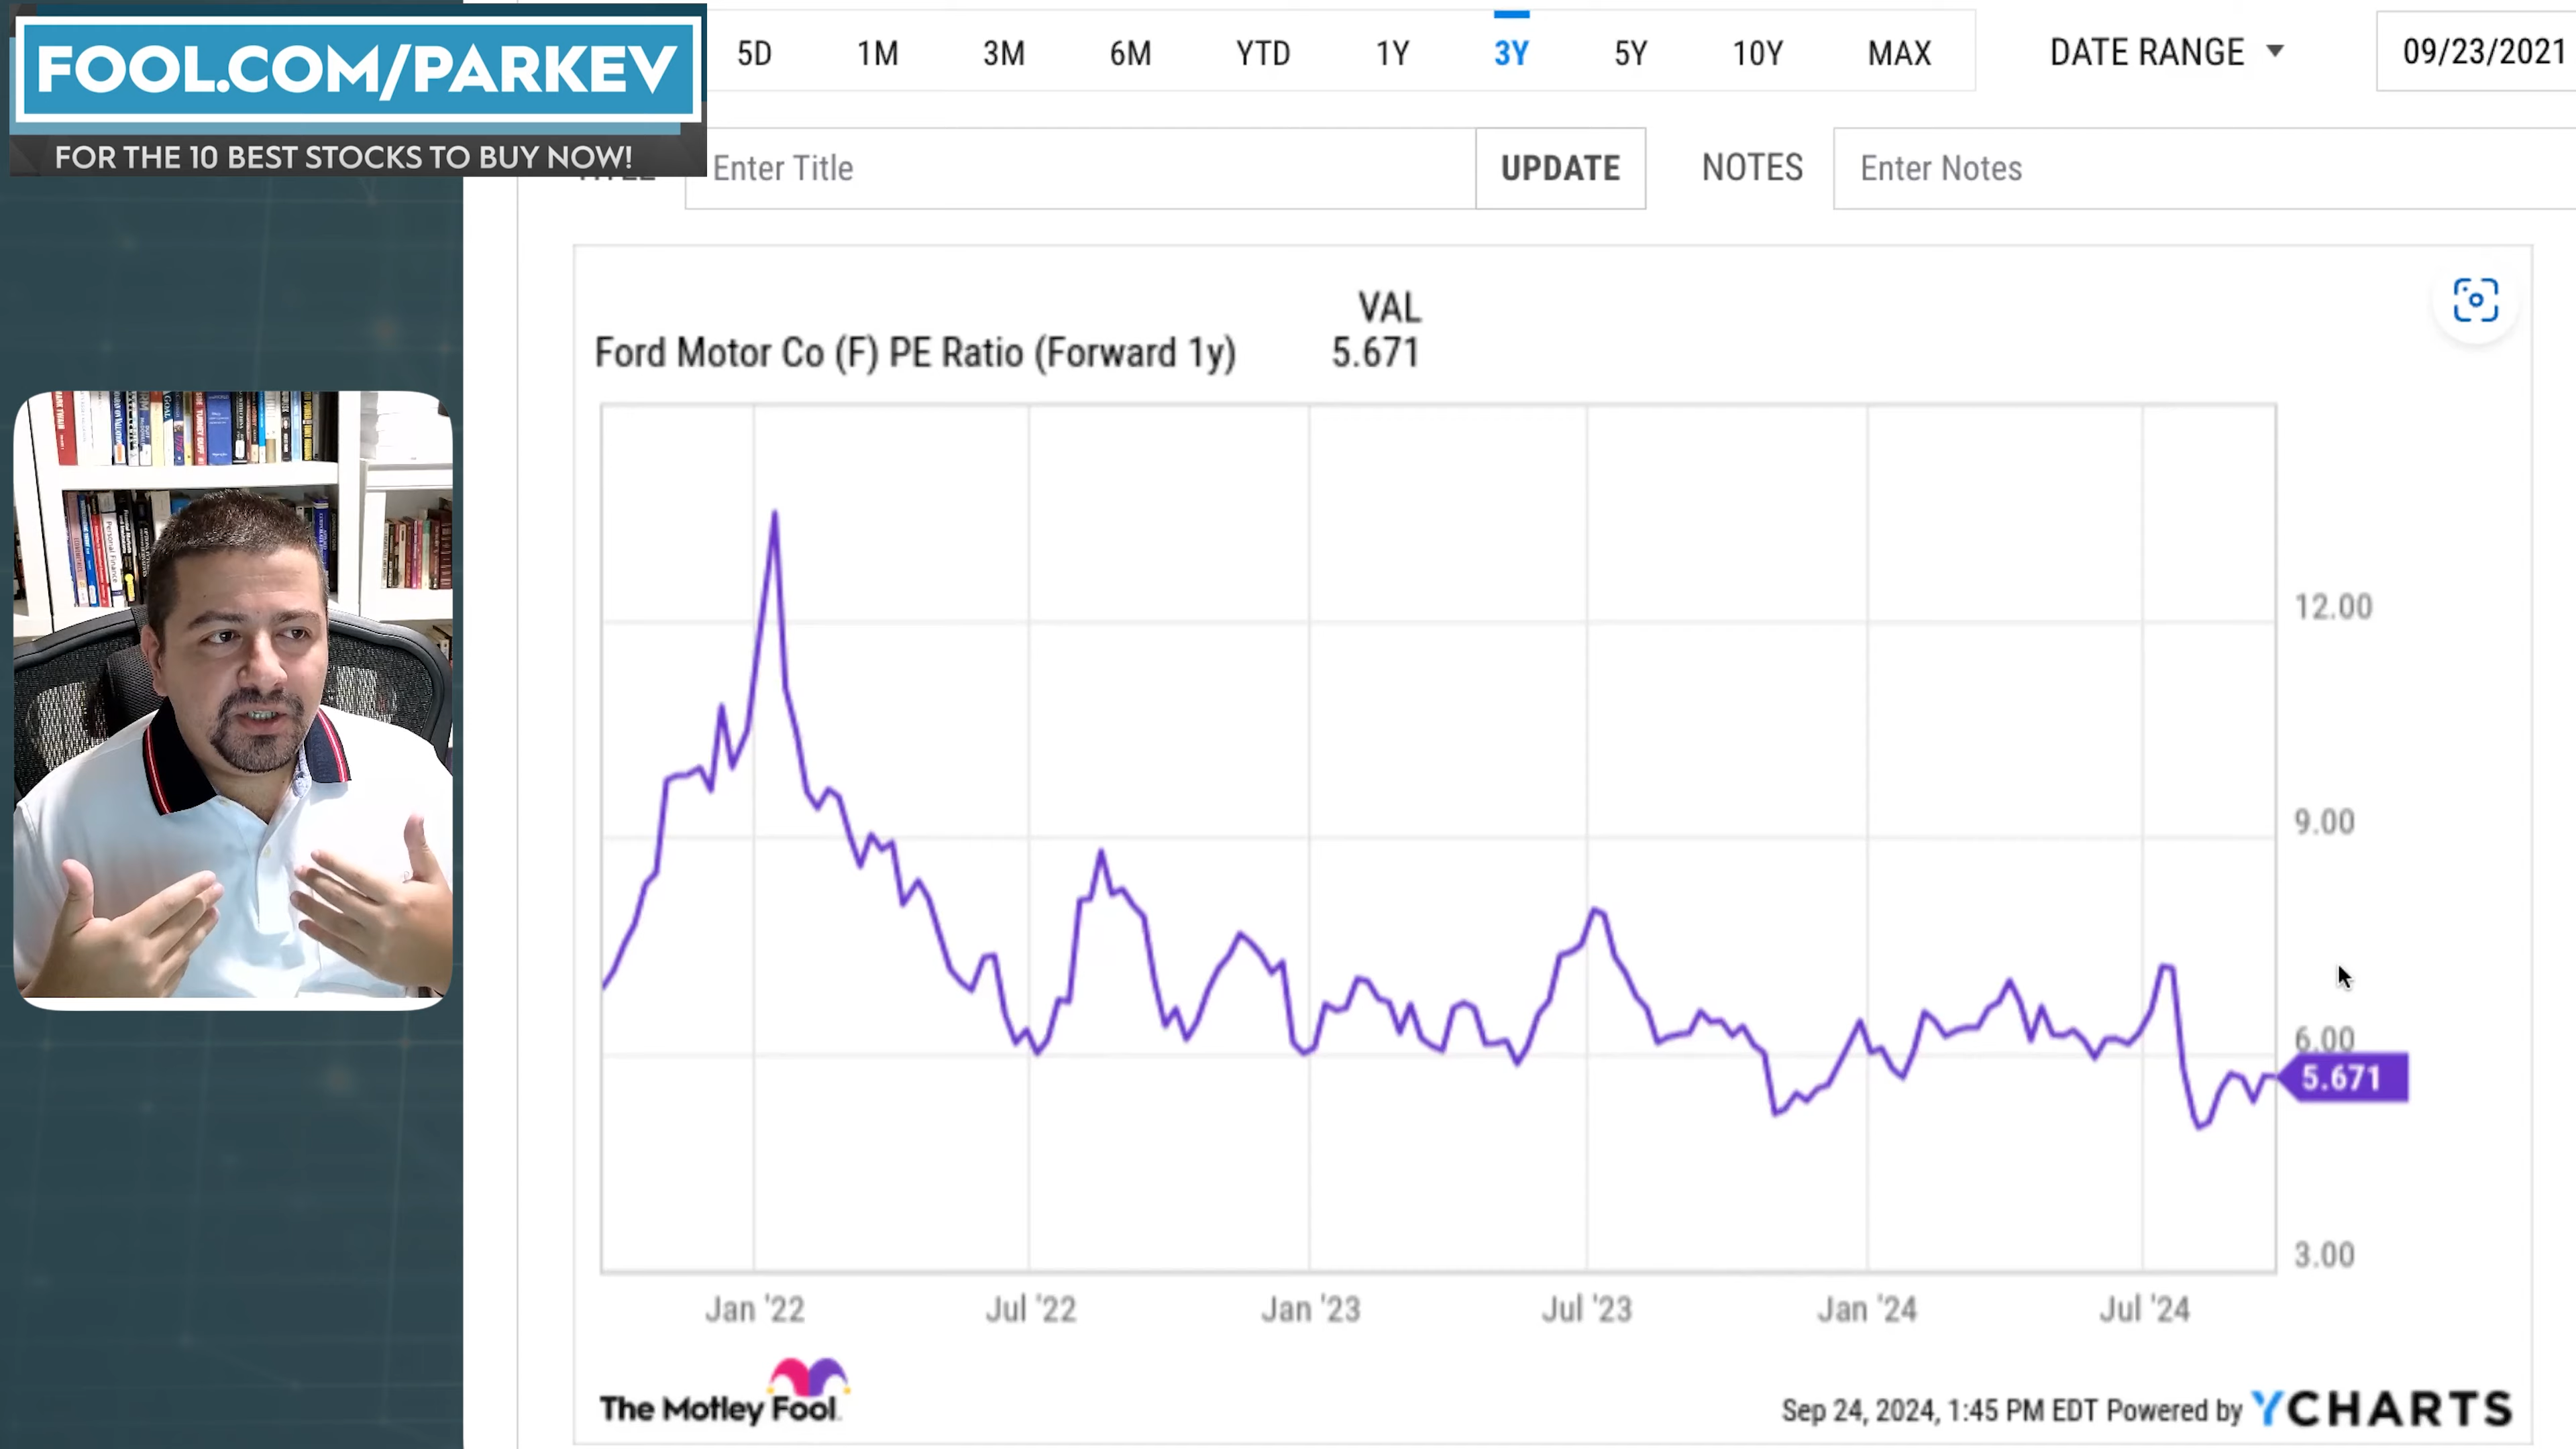 FOOL.COM/PARKEV
FOR THE 10 BEST STOCKS TO BUY NOW!
5D 1M 3M 6M YTD 1Y 3Y 5Y 10Y MAX DATE RANGE 09/23/2021
Enter Title UPDATE NOTES Enter Notes
VAL
Ford Motor Co (F) PE Ratio (Forward 1y) 5.671
12.00
9.00
6.00
5.671
3.00
Jan '22 Jul '22 Jan '23 Jul '23 Jan '24 Jul '24
The Motley Fool.
Sep 24, 2024, 1:45 PM EDT Powered by YCHARTS